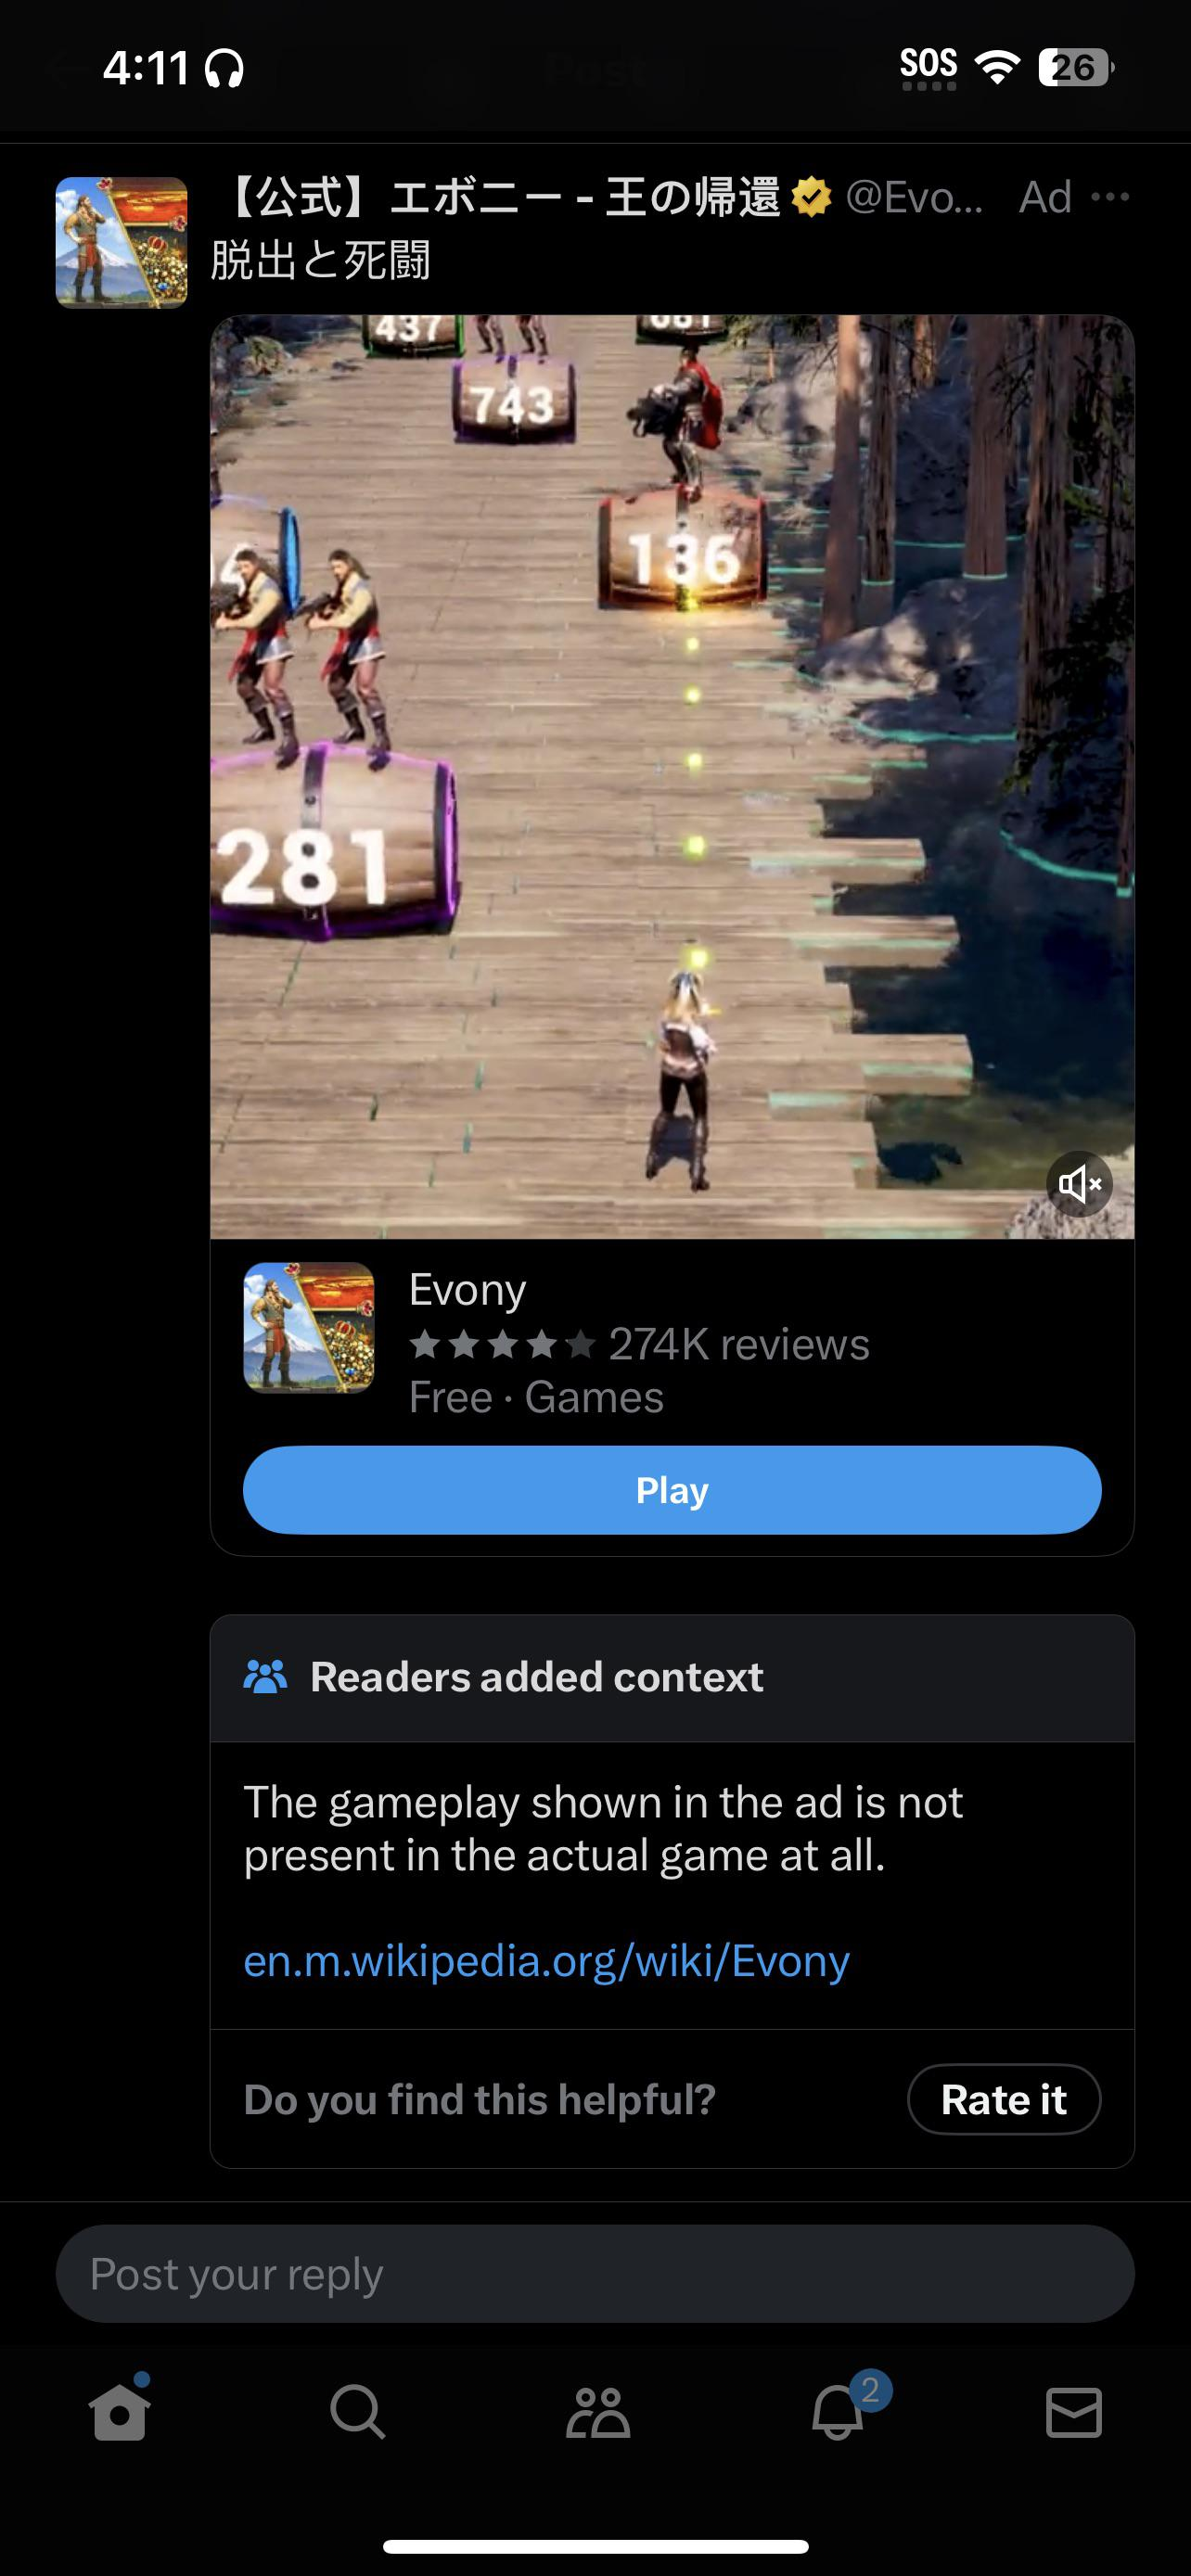 4:11
SOS
26
【公式】エボニー - 王の帰還 @Evo... Ad
脱出と死闘
437
681
743
136
281
Evony
274K reviews
Free · Games
Play
Readers added context
The gameplay shown in the ad is not
present in the actual game at all.
en.m.wikipedia.org/wiki/Evony
Do you find this helpful?
Rate it
Post your reply
2